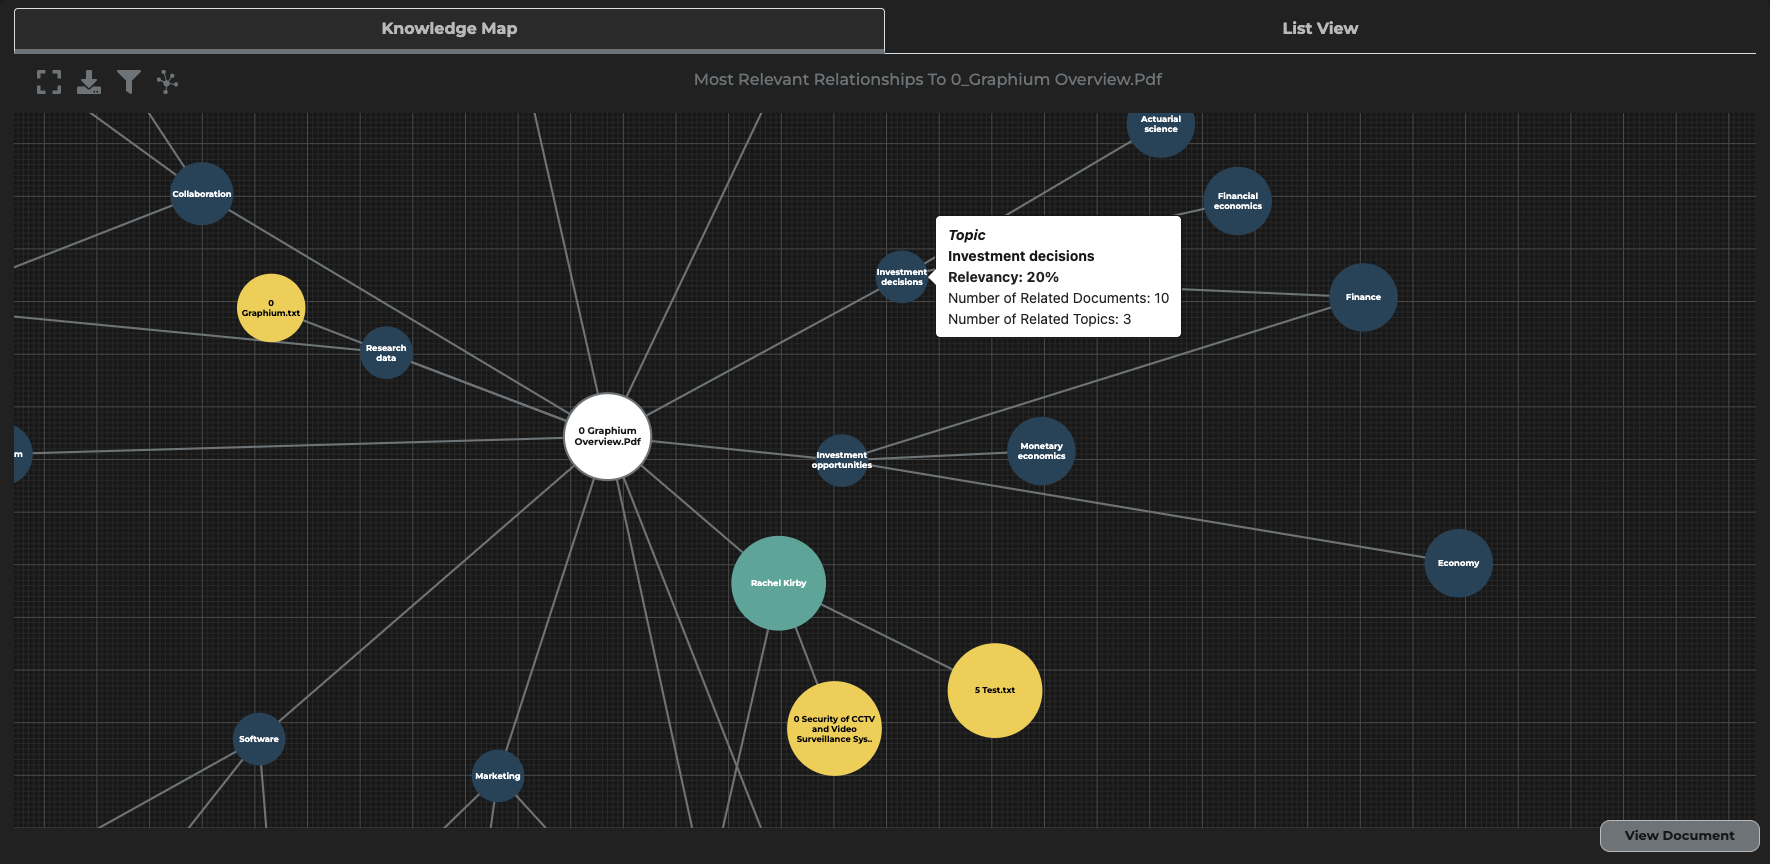 Knowledge Map
List View
Most Relevant Relationships To 0_Graphium Overview.Pdf
Actuarial
science
Collaboration
Financial
economics
Topic
Investment decisions
Relevancy: 20%
Number of Related Documents: 10
Number of Related Topics: 3
Investment
decisions
Finance
0
Graphium.txt
Research
data
0 Graphium
Overview.Pdf
m
Investment
opportunities
Monetary
economics
Economy
Rachel Kirby
5 Test.txt
0 Security of CCTV
and Video
Surveillance Sys..
Software
Marketing
View Document